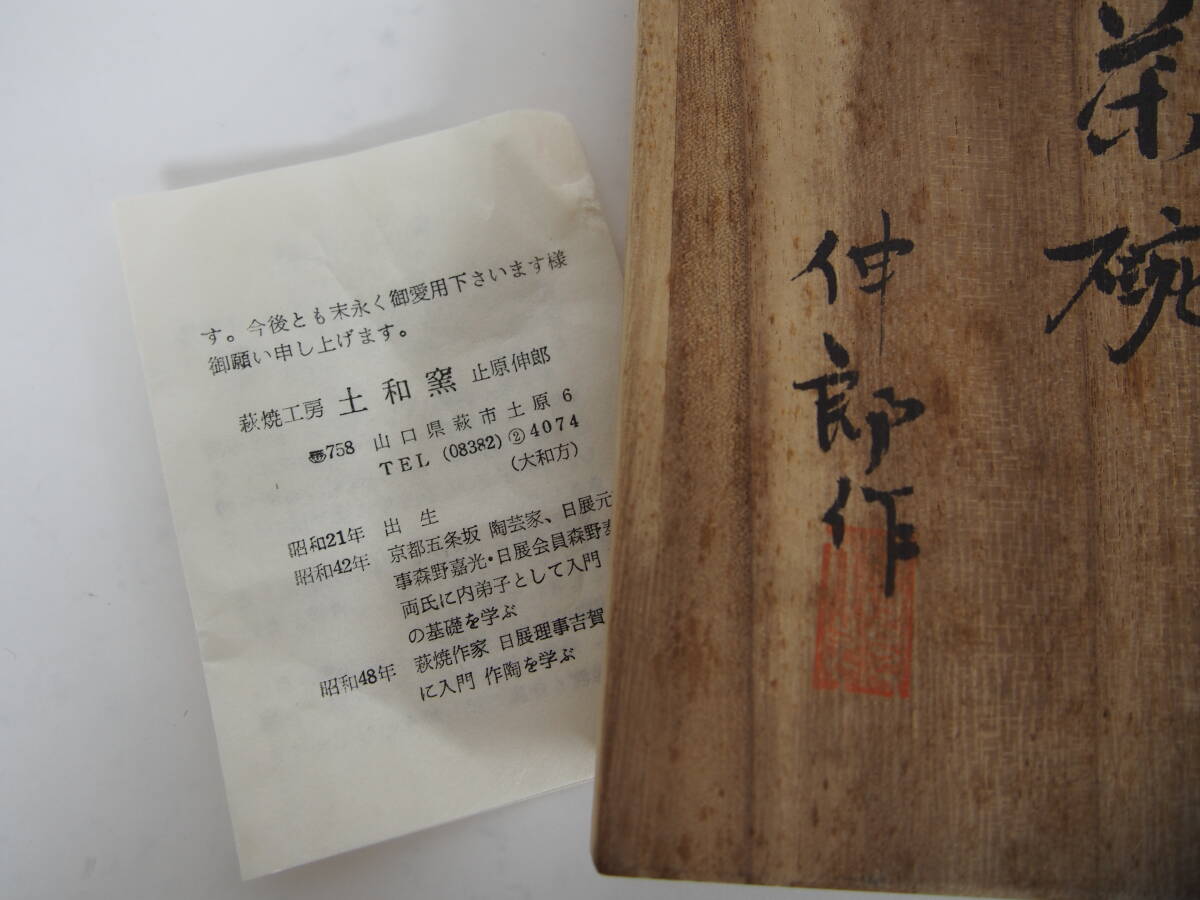 す。今後とも末永く御愛用下さいます様
御願い申し上げます。
萩焼工房 土和窯 止原伸郎
〠758 山口県萩市土原6
TEL (08382) ②4074
(大和方)
昭和21年 出生
昭和42年 京都五条坂 陶芸家、日展元
事森野嘉光・日展会員森野泰
両氏に内弟子として入門
の基礎を学ぶ
昭和48年 萩焼作家 日展理事吉賀
に入門 作陶を学ぶ
茶碗
伸郎作